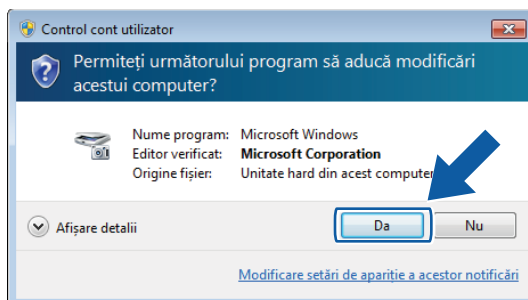 Control cont utilizator
Permiteți următorului program să aducă modificări
acestui computer?
Nume program: Microsoft Windows
Editor verificat: Microsoft Corporation
Origine fișier: Unitate hard din acest computer
Afișare detalii
Da
Nu
Modificare setări de apariție a acestor notificări